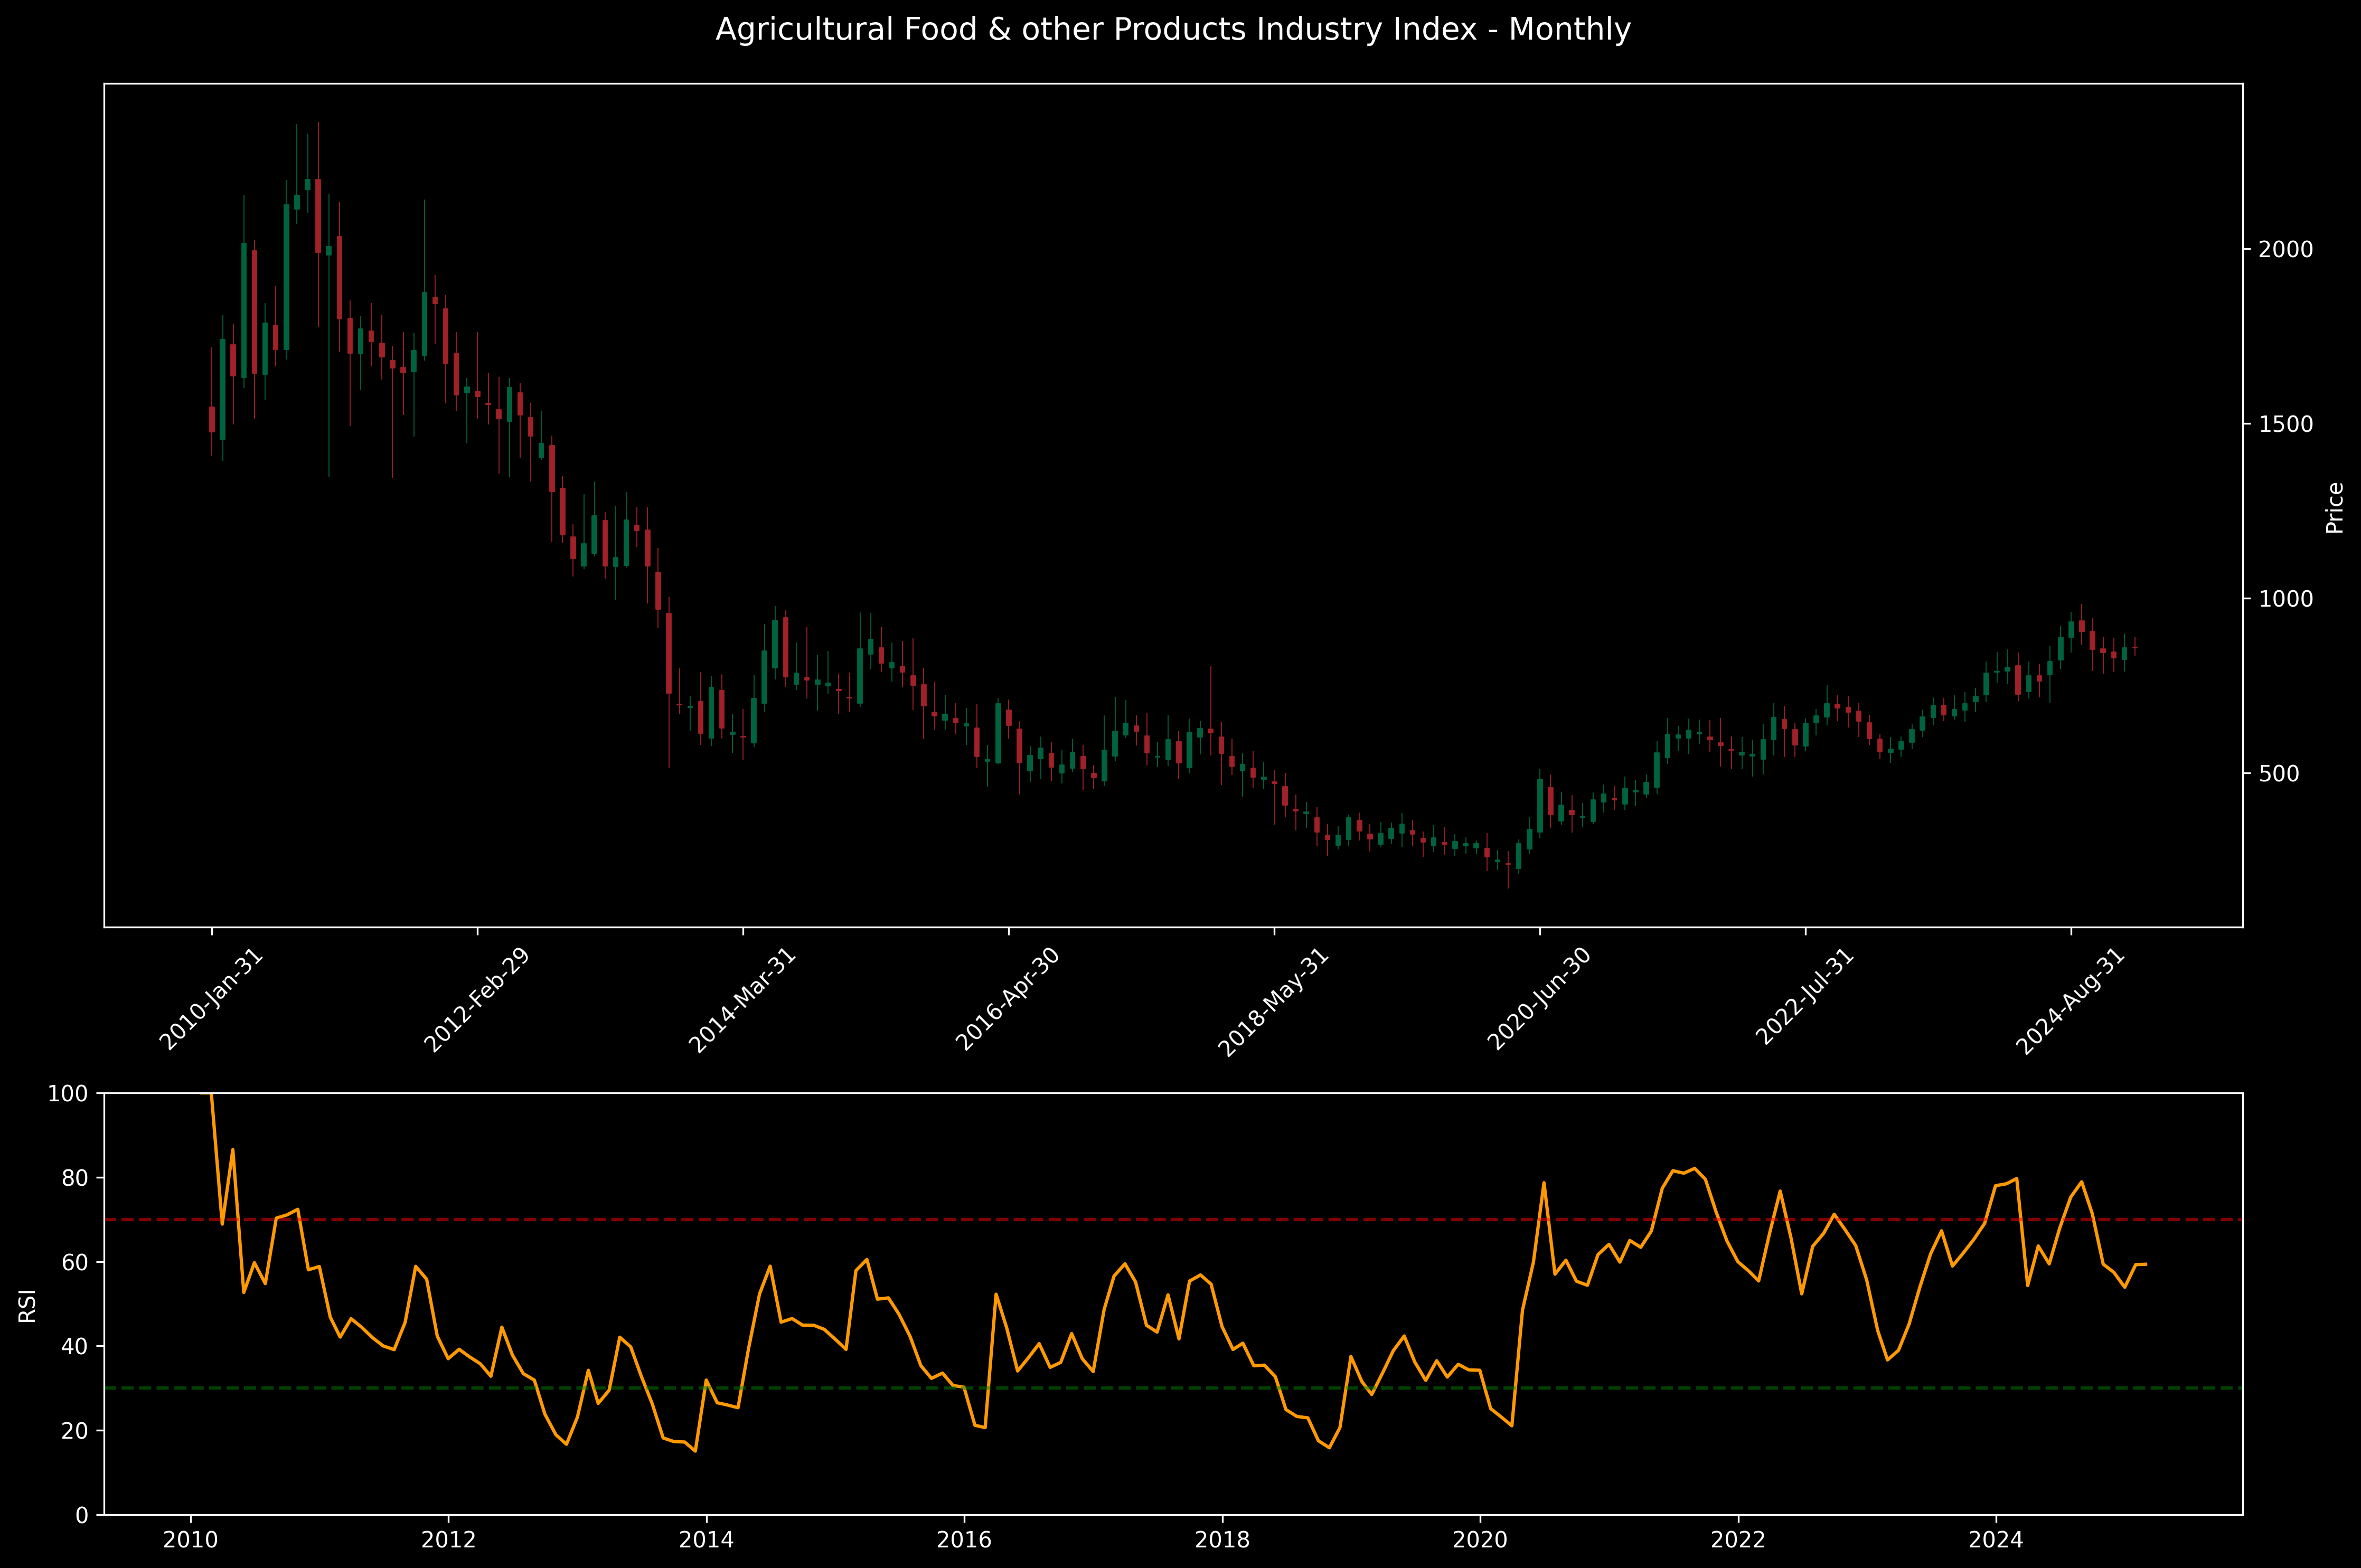 Agricultural Food & other Products Industry Index - Monthly
2000
1500
1000
500
Price
2010-Jan-31
2012-Feb-29
2014-Mar-31
2016-Apr-30
2018-May-31
2020-Jun-30
2022-Jul-31
2024-Aug-31
100
80
60
40
20
0
RSI
2010
2012
2014
2016
2018
2020
2022
2024